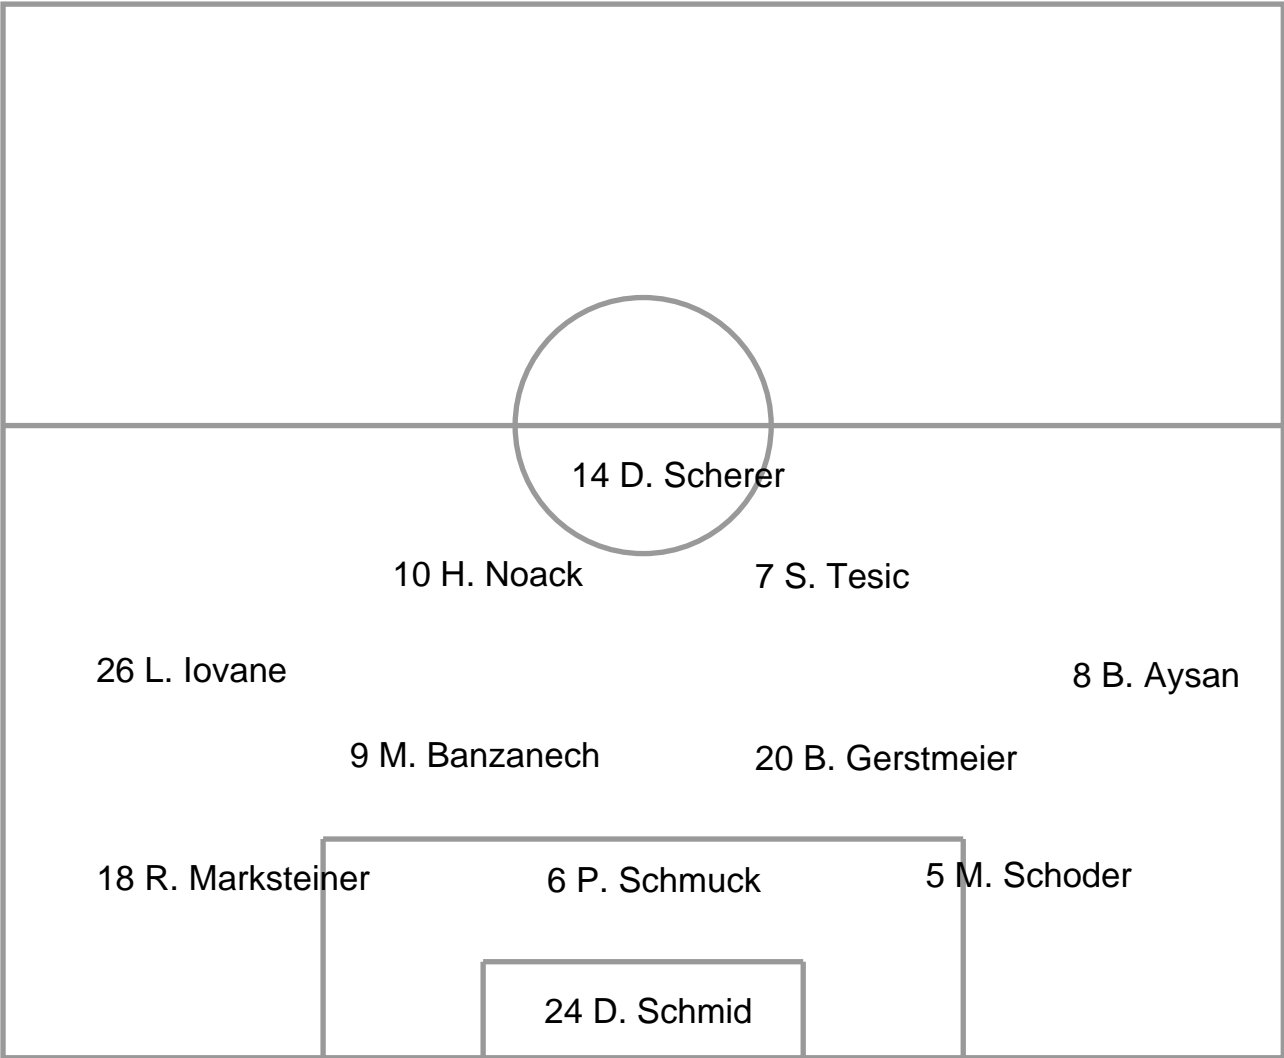 14 D. Scherer
10 H. Noack
7 S. Tesic
26 L. Iovane
8 B. Aysan
9 M. Banzanech
20 B. Gerstmeier
18 R. Marksteiner
6 P. Schmuck
5 M. Schoder
24 D. Schmid